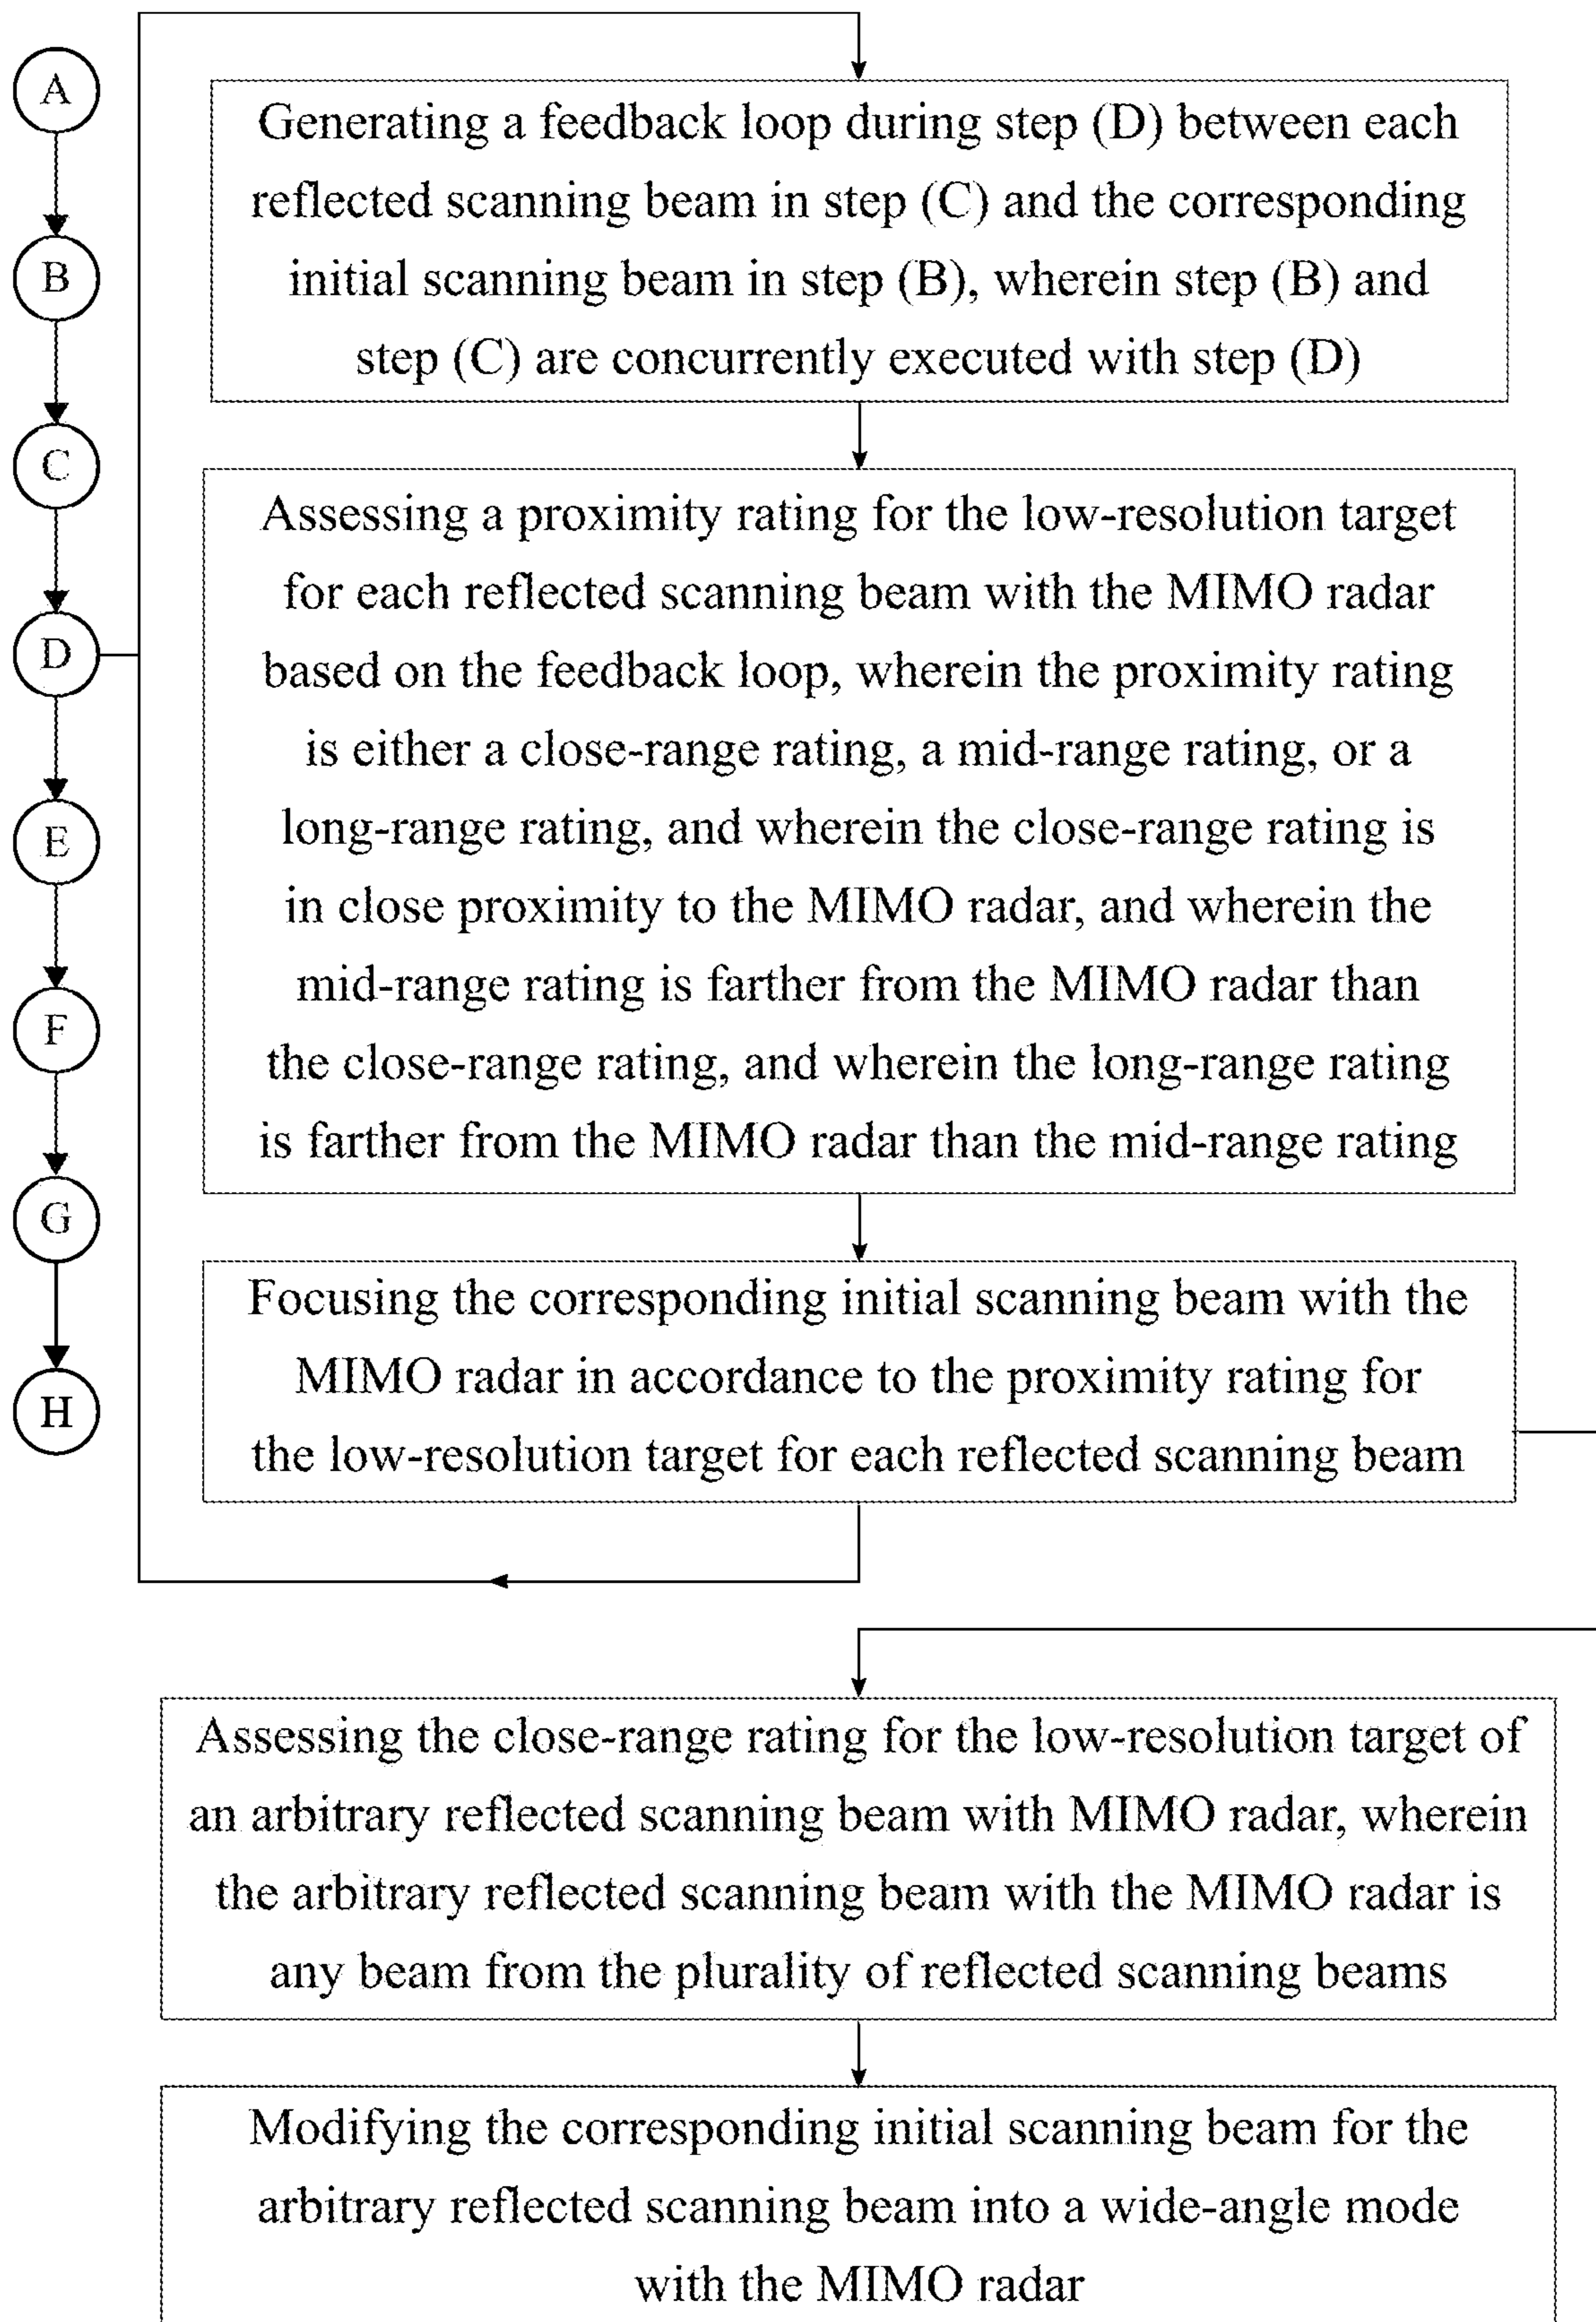 A
B
C
D
E
F
G
H
Generating a feedback loop during step (D) between each
reflected scanning beam in step (C) and the corresponding
initial scanning beam in step (B), wherein step (B) and
step (C) are concurrently executed with step (D)
Assessing a proximity rating for the low-resolution target
for each reflected scanning beam with the MIMO radar
based on the feedback loop, wherein the proximity rating
is either a close-range rating, a mid-range rating, or a
long-range rating, and wherein the close-range rating is
in close proximity to the MIMO radar, and wherein the
mid-range rating is farther from the MIMO radar than
the close-range rating, and wherein the long-range rating
is farther from the MIMO radar than the mid-range rating
Focusing the corresponding initial scanning beam with the
MIMO radar in accordance to the proximity rating for
the low-resolution target for each reflected scanning beam
Assessing the close-range rating for the low-resolution target of
an arbitrary reflected scanning beam with MIMO radar, wherein
the arbitrary reflected scanning beam with the MIMO radar is
any beam from the plurality of reflected scanning beams
Modifying the corresponding initial scanning beam for the
arbitrary reflected scanning beam into a wide-angle mode
with the MIMO radar